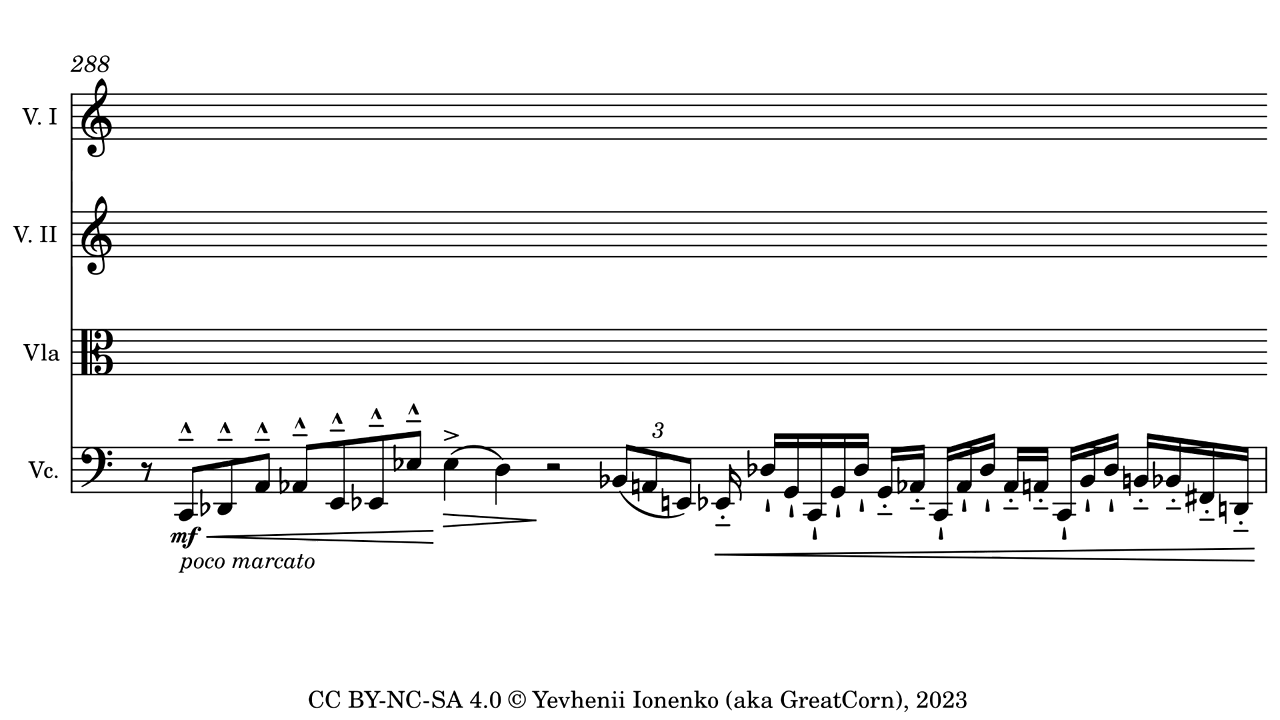 288
V. I
V. II
Vla
Vc.
3
mf
poco marcato
CC BY-NC-SA 4.0 © Yevhenii Ionenko (aka GreatCorn), 2023